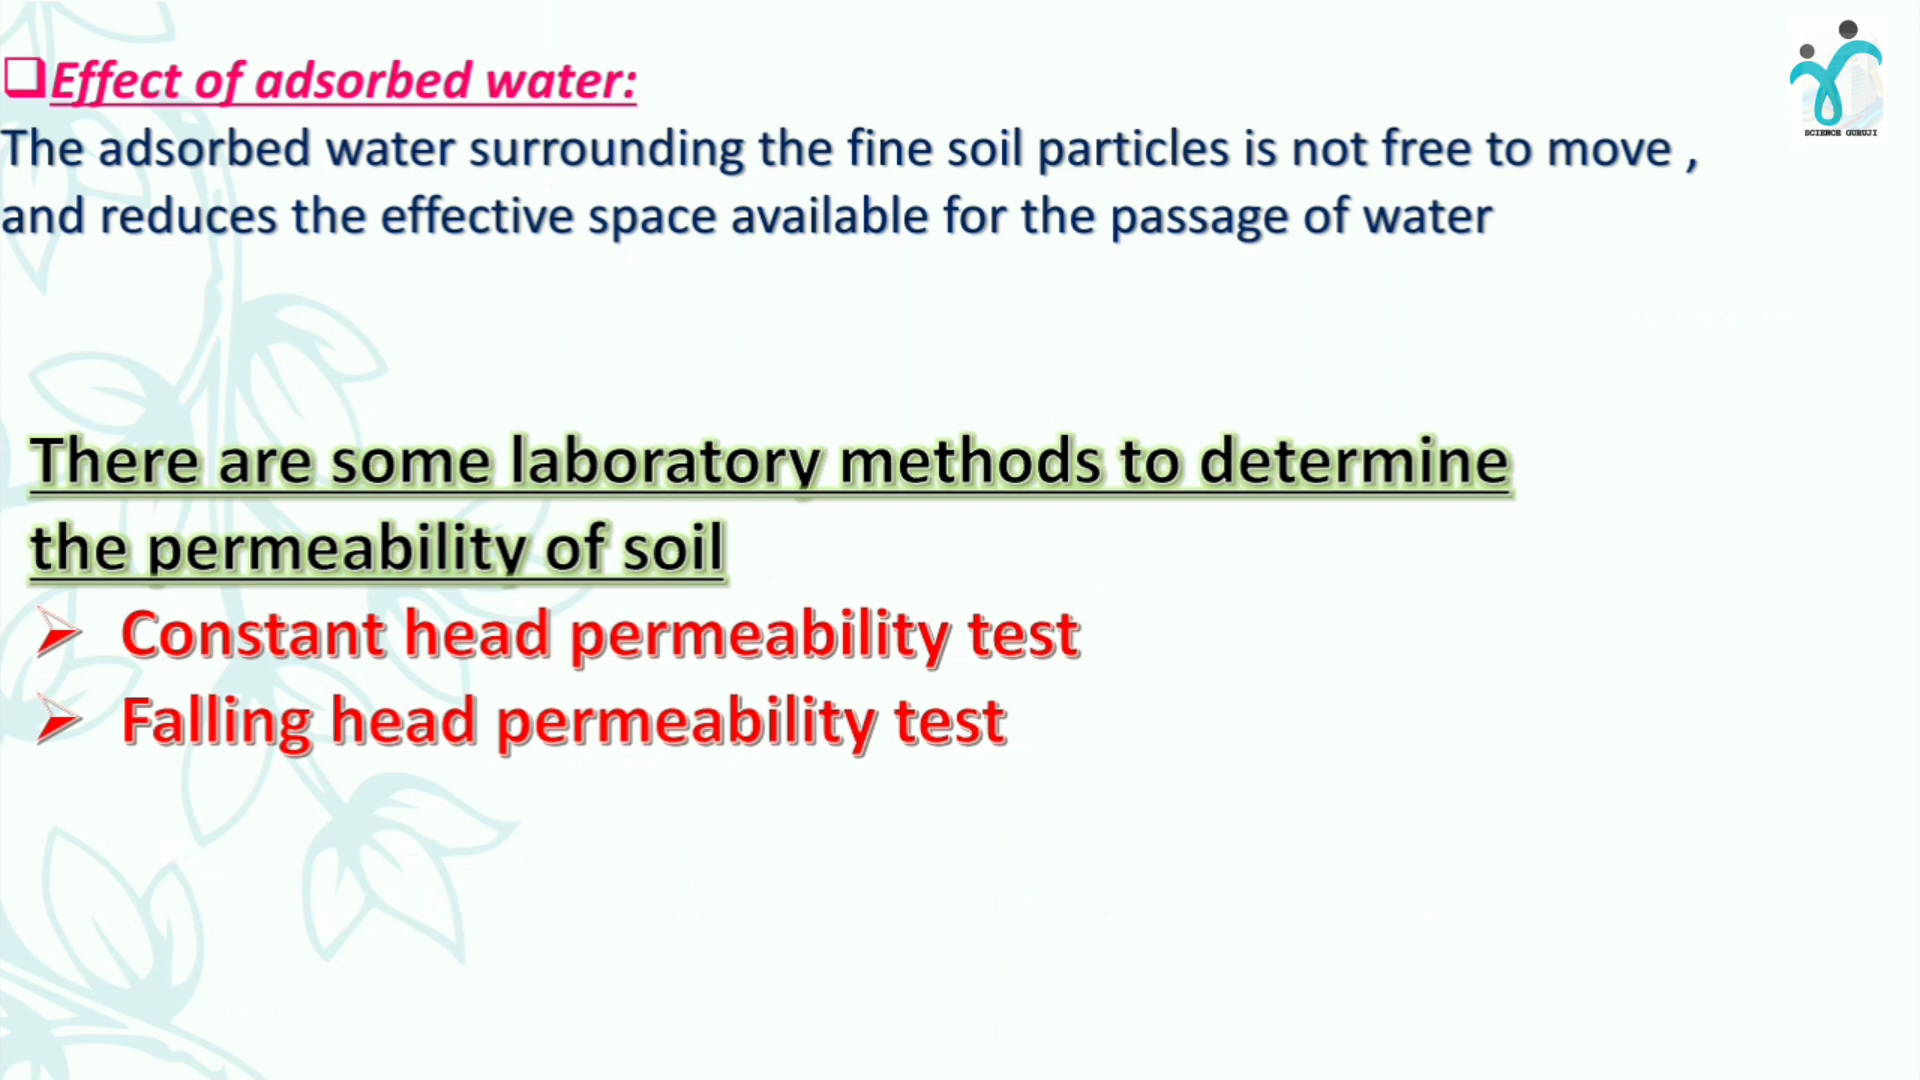 Effect of adsorbed water:
The adsorbed water surrounding the fine soil particles is not free to move ,
and reduces the effective space available for the passage of water
There are some laboratory methods to determine
the permeability of soil
Constant head permeability test
Falling head permeability test
SCIENCE GURUJI